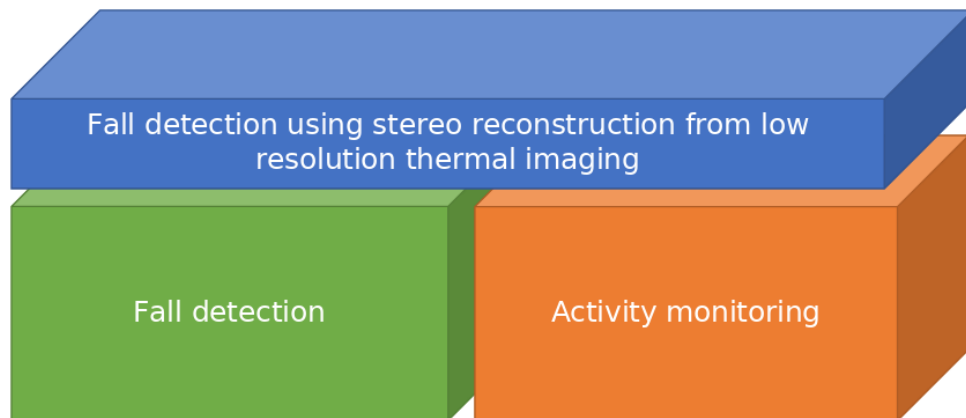 Fall detection using stereo reconstruction from low
resolution thermal imaging
Fall detection
Activity monitoring